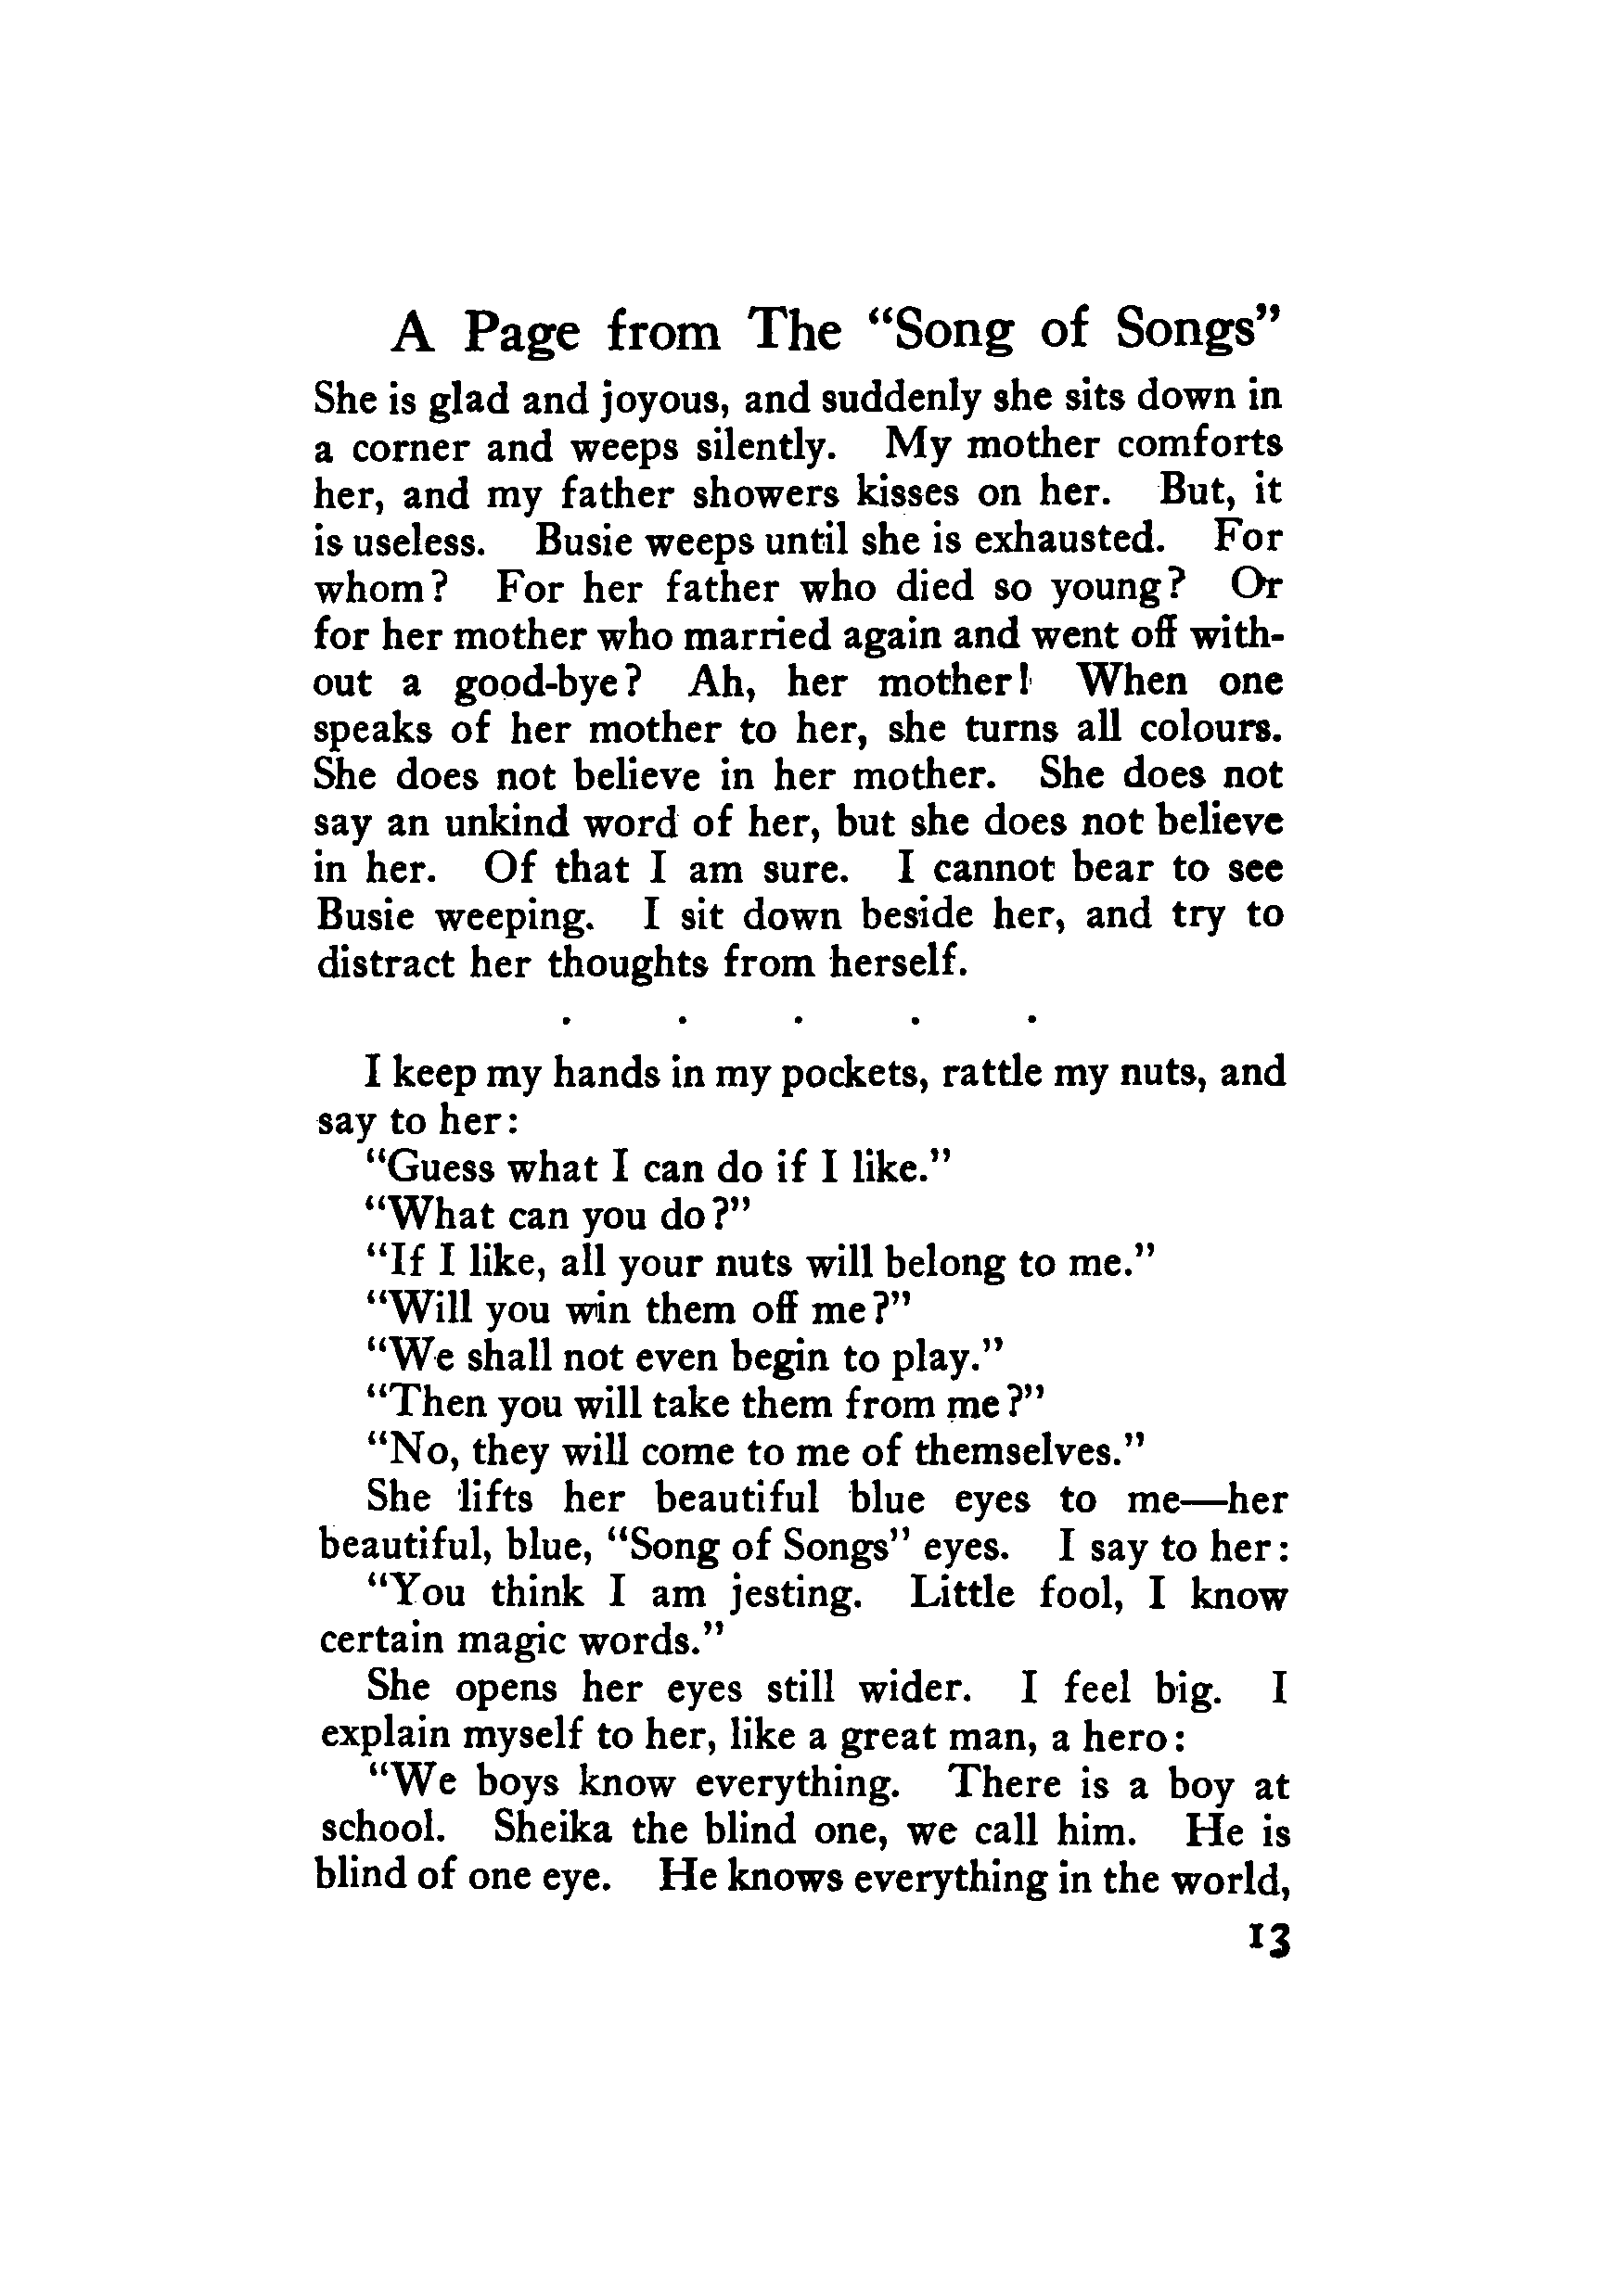 A Page from The “Song of Songs”
She is glad and joyous, and suddenly she sits down in
a corner and weeps silently. My mother comforts
her, and my father showers kisses on her. But, it
is useless. Busie weeps until she is exhausted. For
whom? For her father who died so young? Or
for her mother who married again and went off with-
out a good-bye? Ah, her mother! When one
speaks of her mother to her, she turns all colours.
She does not believe in her mother. She does not
say an unkind word of her, but she does not believe
in her. Of that I am sure. I cannot bear to see
Busie weeping. I sit down beside her, and try to
distract her thoughts from herself.
. . . . .
I keep my hands in my pockets, rattle my nuts, and
say to her:
“Guess what I can do if I like.”
“What can you do?”
“If I like, all your nuts will belong to me.”
“Will you win them off me?”
“We shall not even begin to play.”
“Then you will take them from me?”
“No, they will come to me of themselves.”
She lifts her beautiful blue eyes to me—her
beautiful, blue, “Song of Songs” eyes. I say to her:
“You think I am jesting. Little fool, I know
certain magic words.”
She opens her eyes still wider. I feel big. I
explain myself to her, like a great man, a hero:
“We boys know everything. There is a boy at
school. Sheika the blind one, we call him. He is
blind of one eye. He knows everything in the world,
13